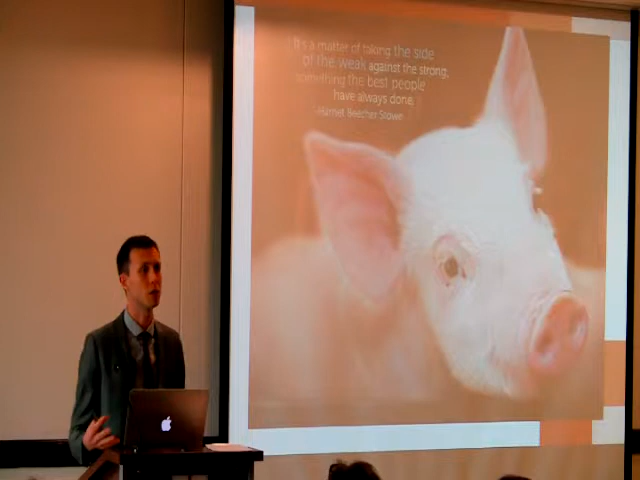 It's a matter of taking the side
of the weak against the strong,
something the best people
have always done.
-Harriet Beecher Stowe